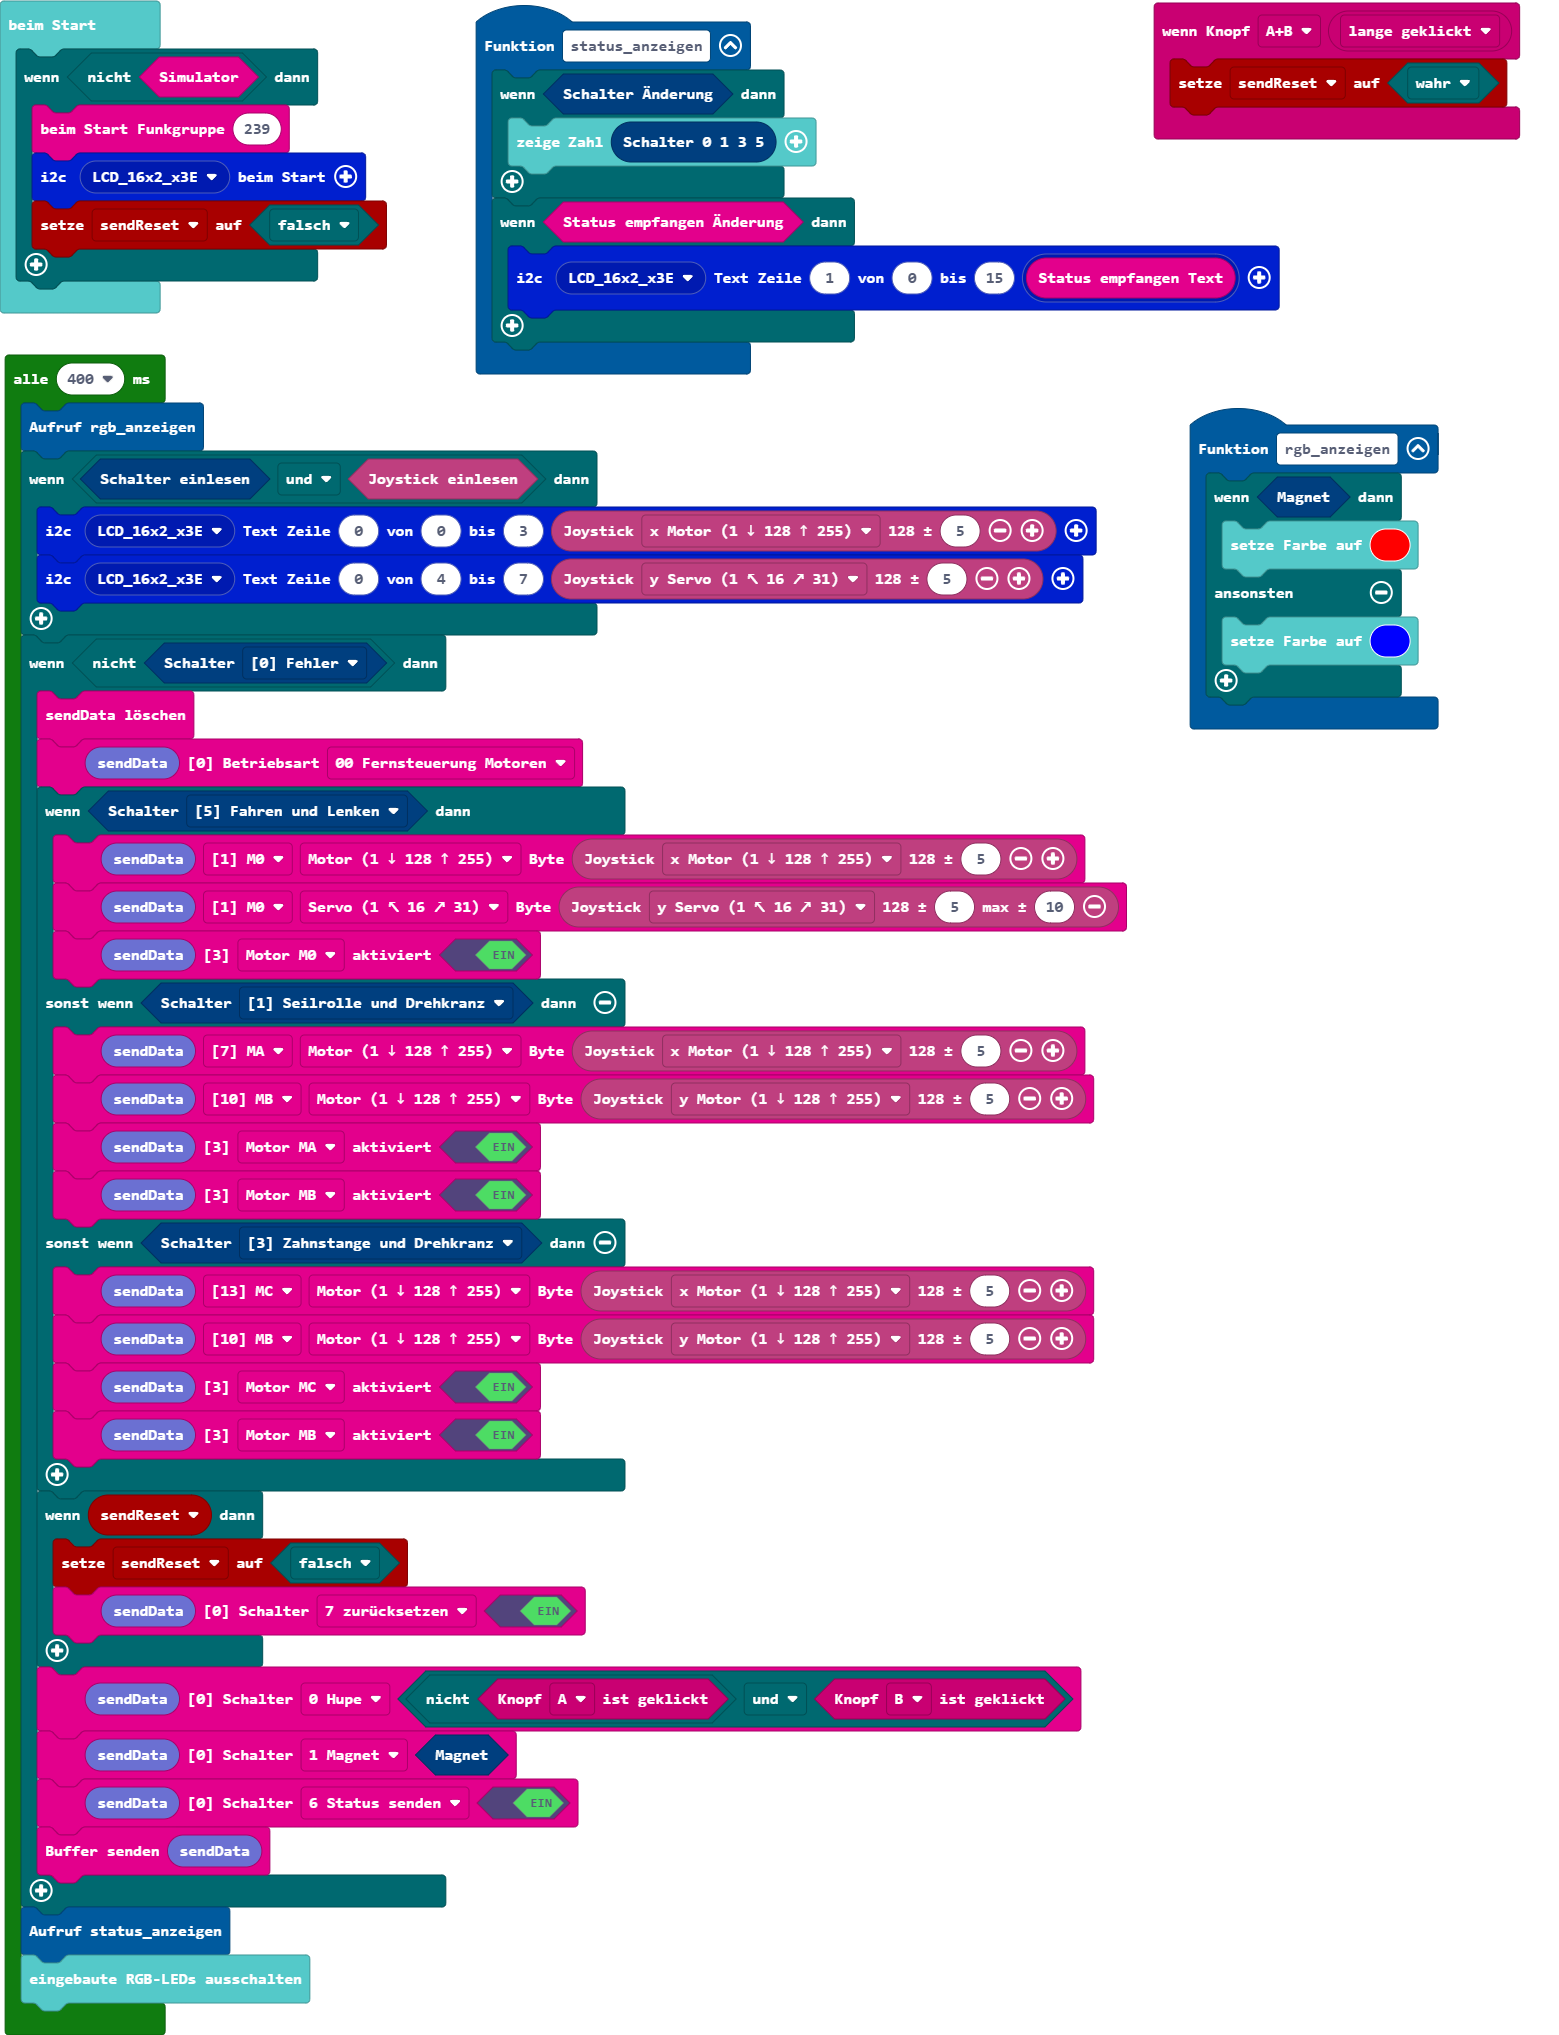 beim Start
wenn nicht Simulator dann
beim Start Funkgruppe 239
i2c LCD_16x2_x3E beim Start
setze sendReset auf falsch
Funktion status_anzeigen
wenn Schalter Änderung dann
zeige Zahl Schalter 0 1 3 5
wenn Status empfangen Änderung dann
i2c LCD_16x2_x3E Text Zeile 1 von 0 bis 15 Status empfangen Text
wenn Knopf A+B lange geklickt
setze sendReset auf wahr
alle 400 ms
Aufruf rgb_anzeigen
wenn Schalter einlesen und Joystick einlesen dann
i2c LCD_16x2_x3E Text Zeile 0 von 0 bis 3 Joystick x Motor (1 ↓ 128 ↑ 255) 128 ± 5
i2c LCD_16x2_x3E Text Zeile 0 von 4 bis 7 Joystick y Servo (1 ↖ 16 ↗ 31) 128 ± 5
wenn nicht Schalter [0] Fehler dann
sendData löschen
sendData [0] Betriebsart 00 Fernsteuerung Motoren
wenn Schalter [5] Fahren und Lenken dann
sendData [1] M0 Motor (1 ↓ 128 ↑ 255) Byte Joystick x Motor (1 ↓ 128 ↑ 255) 128 ± 5
sendData [1] M0 Servo (1 ↖ 16 ↗ 31) Byte Joystick y Servo (1 ↖ 16 ↗ 31) 128 ± 5 max ± 10
sendData [3] Motor M0 aktiviert EIN
sonst wenn Schalter [1] Seilrolle und Drehkranz dann
sendData [7] MA Motor (1 ↓ 128 ↑ 255) Byte Joystick x Motor (1 ↓ 128 ↑ 255) 128 ± 5
sendData [10] MB Motor (1 ↓ 128 ↑ 255) Byte Joystick y Motor (1 ↓ 128 ↑ 255) 128 ± 5
sendData [3] Motor MA aktiviert EIN
sendData [3] Motor MB aktiviert EIN
sonst wenn Schalter [3] Zahnstange und Drehkranz dann
sendData [13] MC Motor (1 ↓ 128 ↑ 255) Byte Joystick x Motor (1 ↓ 128 ↑ 255) 128 ± 5
sendData [10] MB Motor (1 ↓ 128 ↑ 255) Byte Joystick y Motor (1 ↓ 128 ↑ 255) 128 ± 5
sendData [3] Motor MC aktiviert EIN
sendData [3] Motor MB aktiviert EIN
wenn sendReset dann
setze sendReset auf falsch
sendData [0] Schalter 7 zurücksetzen EIN
sendData [0] Schalter 0 Hupe nicht Knopf A ist geklickt und Knopf B ist geklickt
sendData [0] Schalter 1 Magnet Magnet
sendData [0] Schalter 6 Status senden EIN
Buffer senden sendData
Aufruf status_anzeigen
eingebaute RGB-LEDs ausschalten
Funktion rgb_anzeigen
wenn Magnet dann
setze Farbe auf
ansonsten
setze Farbe auf